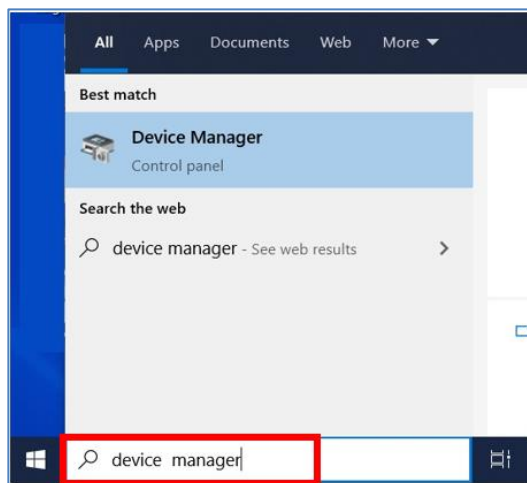 All Apps Documents Web More
Best match
Device Manager
Control panel
Search the web
device manager - See web results
device manager